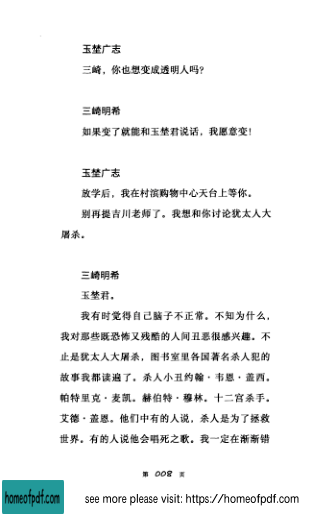 玉埜广志
三崎，你也想变成透明人吗？
三崎明希
如果变了就能和玉埜君说话，我愿意变！
玉埜广志
放学后，我在村滨购物中心天台上等你。
别再提吉川老师了。我想和你讨论犹太人大
屠杀。
三崎明希
玉埜君。
我有时觉得自己脑子不正常。不知为什么，
我对那些既恐怖又残酷的人间丑恶很感兴趣。不
止是犹太人大屠杀，图书室里各国著名杀人犯的
故事我都读遍了。杀人小丑约翰·韦恩·盖西。
帕特里克·麦凯。赫伯特·穆林。十二宫杀手。
艾德·盖恩。他们中有的人说，杀人是为了拯救
世界。有的人说他会唱死之歌。我一定在渐渐错
第 008 页
homeofpdf.com
see more please visit: https://homeofpdf.com